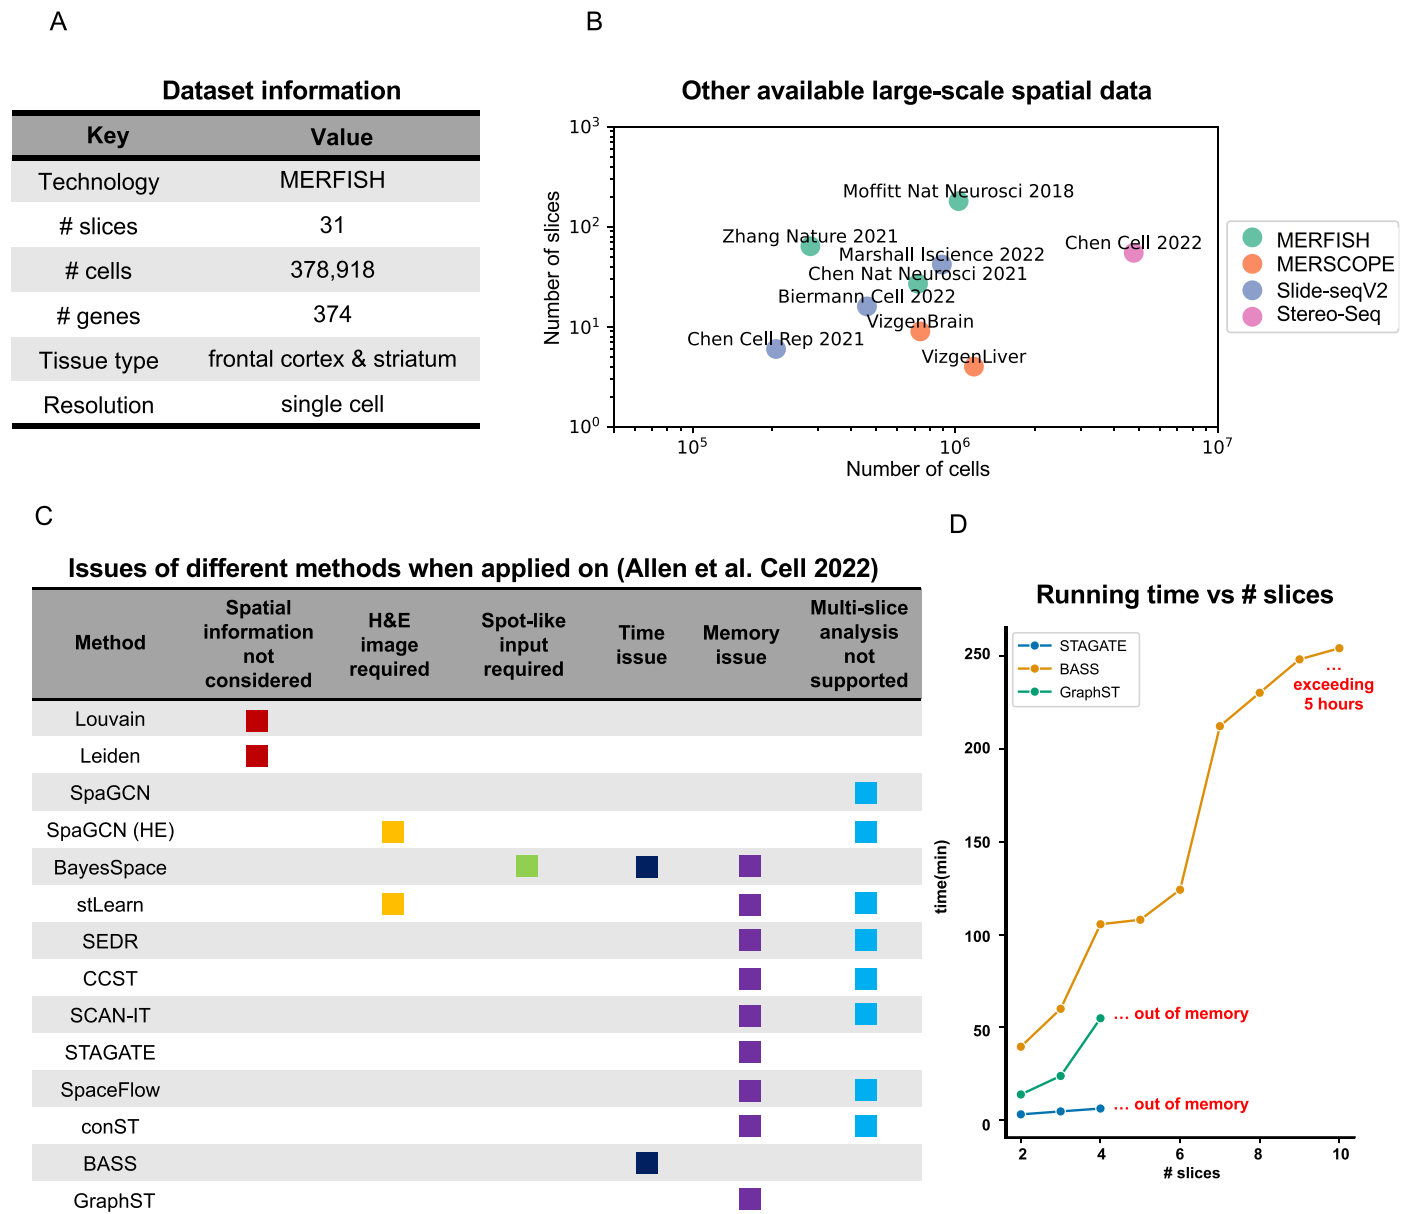 A
Dataset information
Key Value
Technology MERFISH
# slices 31
# cells 378,918
# genes 374
Tissue type frontal cortex & striatum
Resolution single cell
B
Other available large-scale spatial data
Number of slices
10³
10²
10¹
10⁰
Moffitt Nat Neurosci 2018
Zhang Nature 2021
Chen Cell 2022
Marshall Iscience 2022
Chen Nat Neurosci 2021
Biermann Cell 2022
VizgenBrain
Chen Cell Rep 2021
VizgenLiver
10⁵ 10⁶ 10⁷
Number of cells
MERFISH
MERSCOPE
Slide-seqV2
Stereo-Seq
C
Issues of different methods when applied on (Allen et al. Cell 2022)
Method
Spatial
information
not
considered
H&E
image
required
Spot-like
input
required
Time
issue
Memory
issue
Multi-slice
analysis
not
supported
Louvain
Leiden
SpaGCN
SpaGCN (HE)
BayesSpace
stLearn
SEDR
CCST
SCAN-IT
STAGATE
SpaceFlow
conST
BASS
GraphST
D
Running time vs # slices
STAGATE
BASS
GraphST
time(min)
250
200
150
100
50
0
...
exceeding
5 hours
... out of memory
... out of memory
2 4 6 8 10
# slices